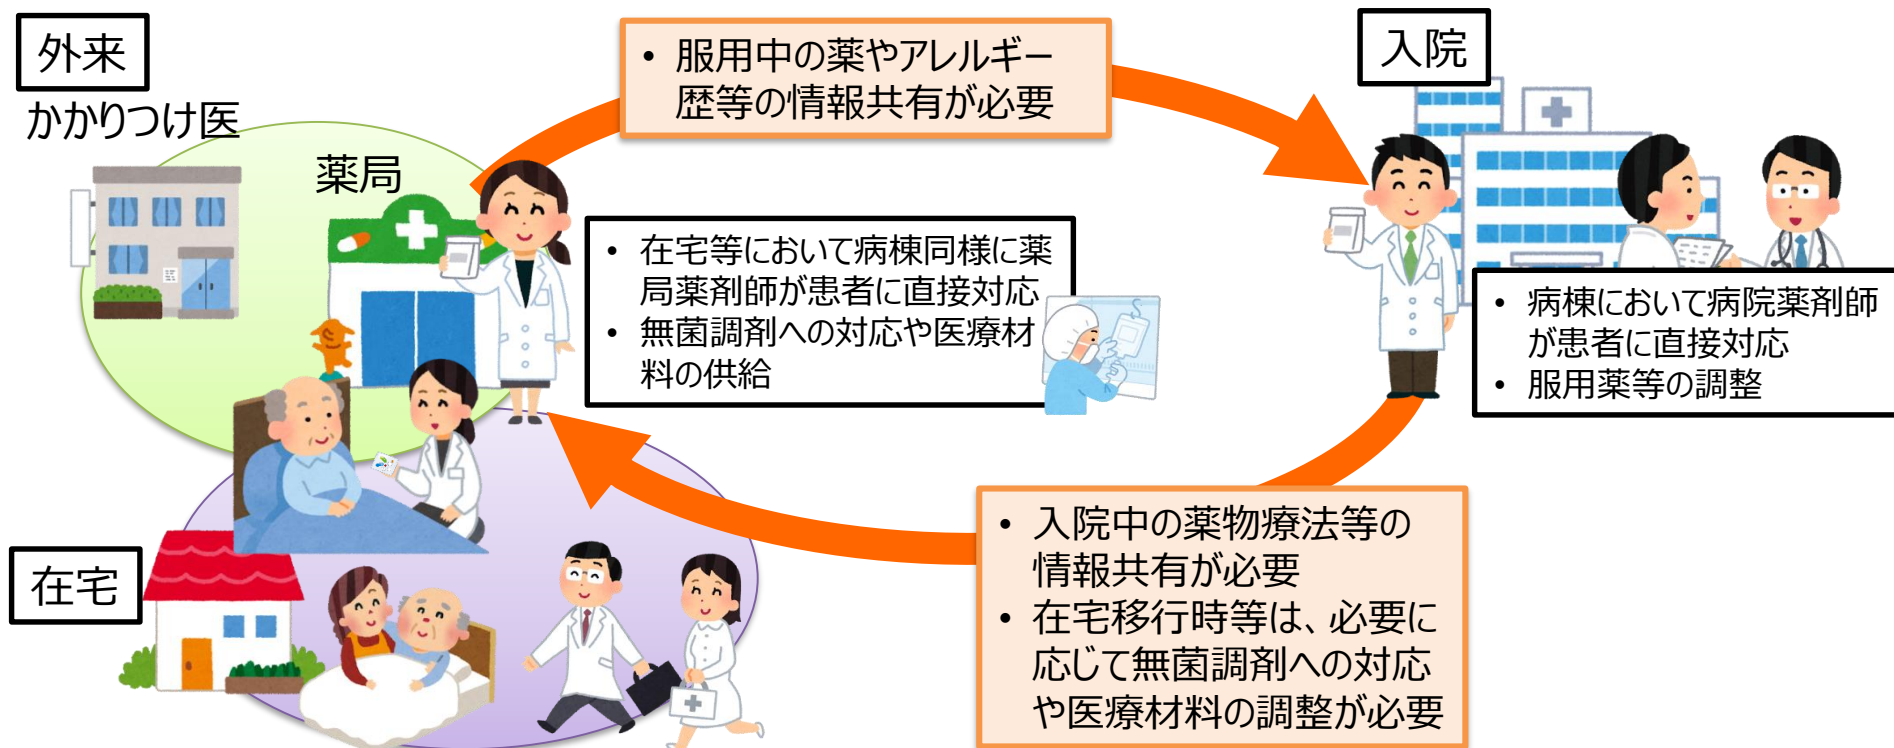 外来
かかりつけ医
薬局
• 服用中の薬やアレルギー
歴等の情報共有が必要
入院
• 在宅等において病棟同様に薬
局薬剤師が患者に直接対応
• 無菌調剤への対応や医療材
料の供給
• 病棟において病院薬剤師
が患者に直接対応
• 服用薬等の調整
在宅
• 入院中の薬物療法等の
情報共有が必要
• 在宅移行時等は、必要に
応じて無菌調剤への対応
や医療材料の調整が必要